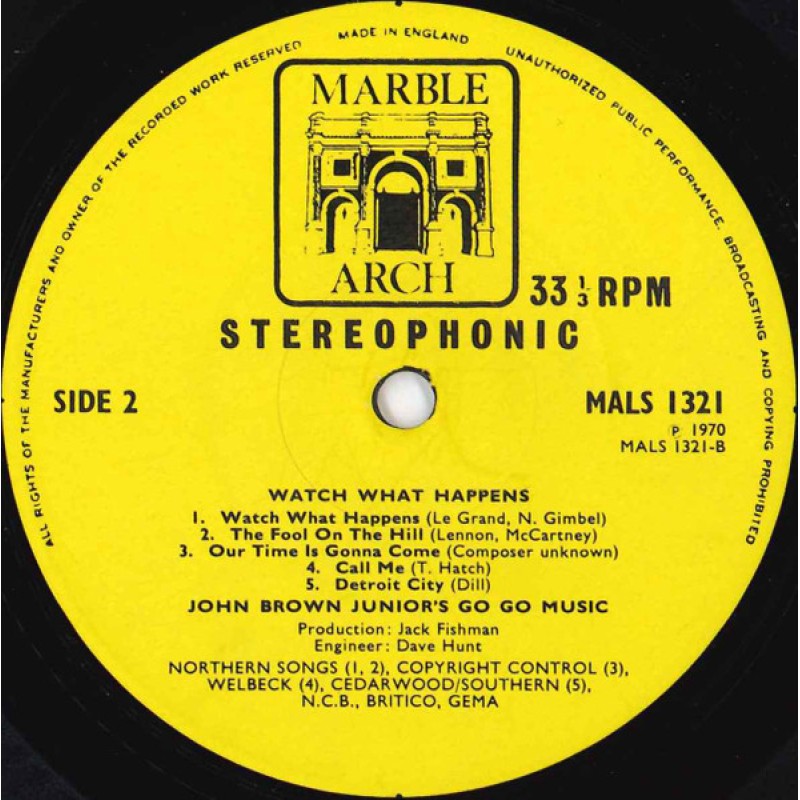 MADE IN ENGLAND
ALL RIGHTS OF THE MANUFACTURERS AND OWNER OF THE RECORDED WORK RESERVED
UNAUTHORIZED PUBLIC PERFORMANCE, BROADCASTING AND COPYING PROHIBITED
MARBLE
ARCH
33 1/3 RPM
STEREOPHONIC
SIDE 2
MALS 1321
℗ 1970
MALS 1321-B
WATCH WHAT HAPPENS
1. Watch What Happens (Le Grand, N. Gimbel)
2. The Fool On The Hill (Lennon, McCartney)
3. Our Time Is Gonna Come (Composer unknown)
4. Call Me (T. Hatch)
5. Detroit City (Dill)
JOHN BROWN JUNIOR'S GO GO MUSIC
Production: Jack Fishman
Engineer: Dave Hunt
NORTHERN SONGS (1, 2), COPYRIGHT CONTROL (3),
WELBECK (4), CEDARWOOD/SOUTHERN (5),
N.C.B., BRITICO, GEMA